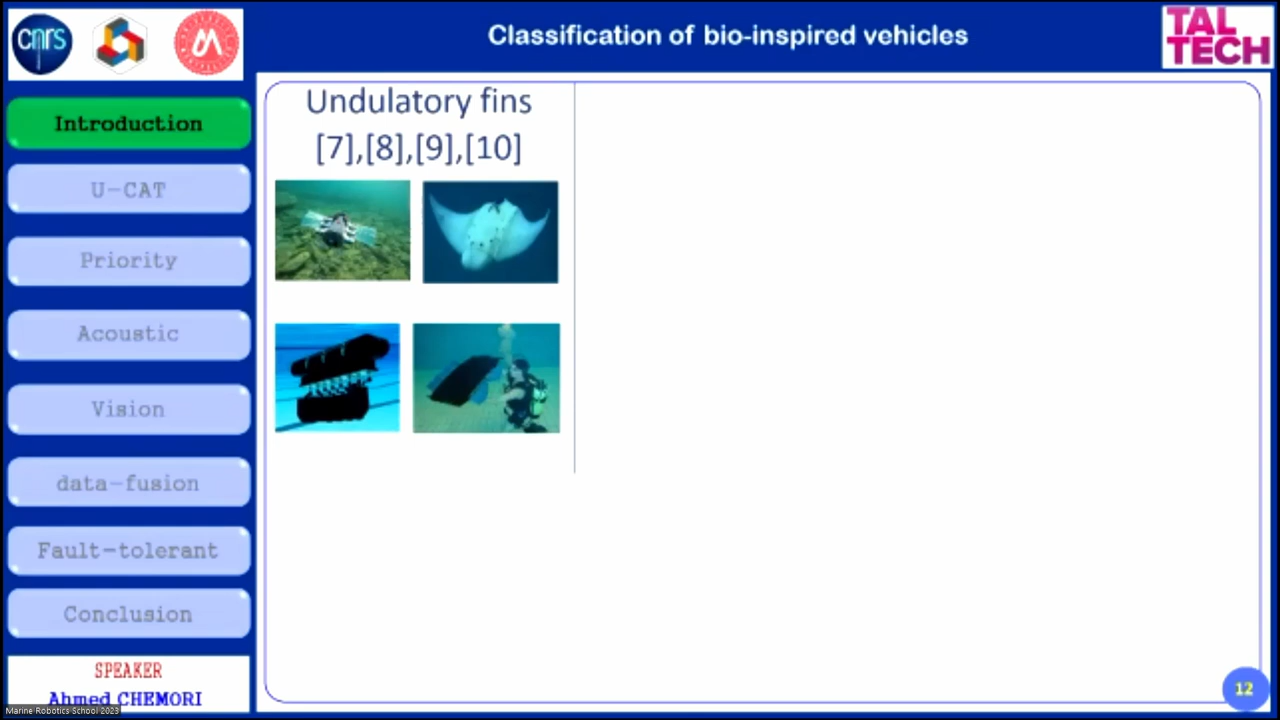 cnrs
Classification of bio-inspired vehicles
TAL
TECH
Introduction
U-CAT
Priority
Acoustic
Vision
data-fusion
Fault-tolerant
Conclusion
SPEAKER
Ahmed CHEMORI
Marine Robotics School 2023
Undulatory fins
[7],[8],[9],[10]
12